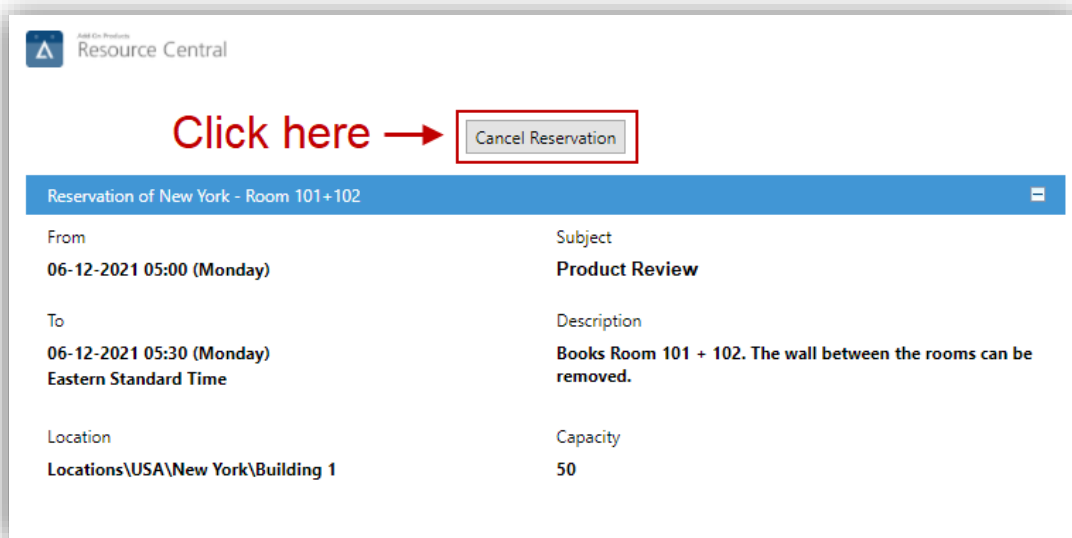 Add-On Products
Resource Central
Click here
Cancel Reservation
Reservation of New York - Room 101+102
From
06-12-2021 05:00 (Monday)
Subject
Product Review
To
06-12-2021 05:30 (Monday)
Eastern Standard Time
Description
Books Room 101 + 102. The wall between the rooms can be
removed.
Location
Locations\USA\New York\Building 1
Capacity
50